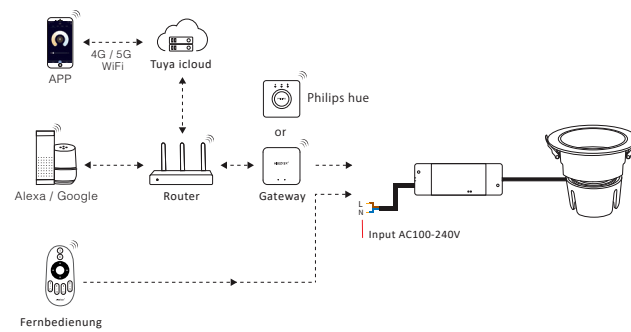 4G / 5G
WiFi
APP
Tuya icloud
Philips hue
or
Alexa / Google
Router
Gateway
L
N
Input AC100-240V
Fernbedienung